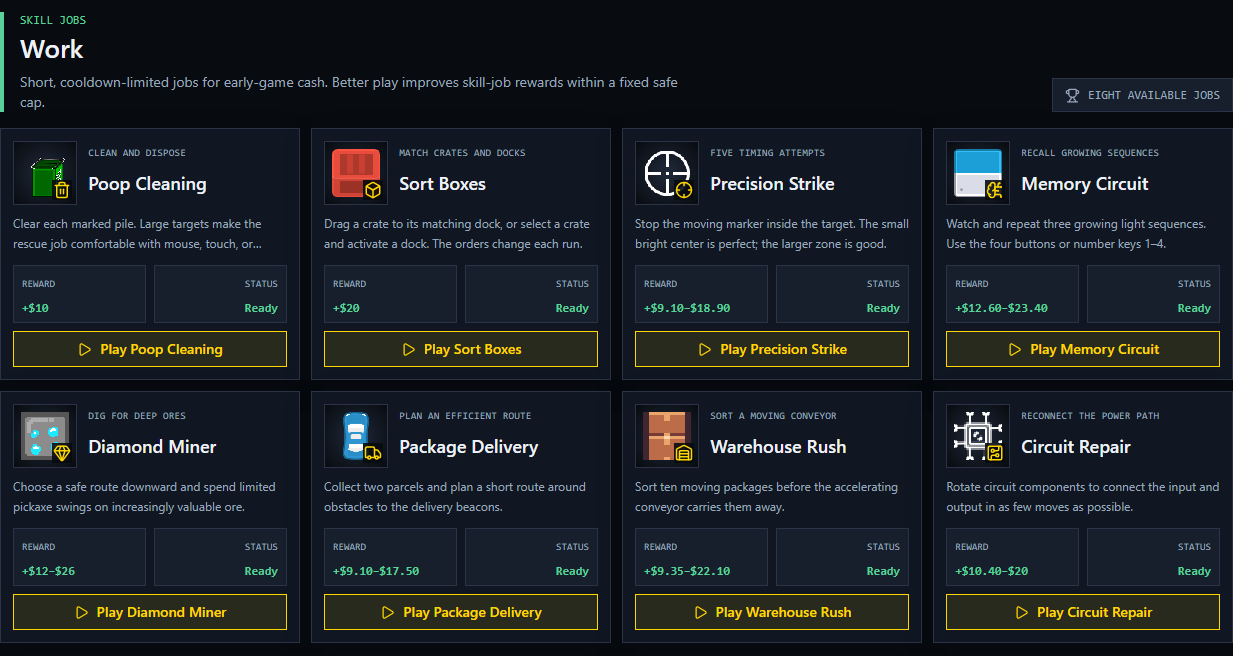 SKILL JOBS
Work
Short, cooldown-limited jobs for early-game cash. Better play improves skill-job rewards within a fixed safe
cap.
EIGHT AVAILABLE JOBS
CLEAN AND DISPOSE
Poop Cleaning
Clear each marked pile. Large targets make the
rescue job comfortable with mouse, touch, or...
REWARD
+$10
STATUS
Ready
Play Poop Cleaning
MATCH CRATES AND DOCKS
Sort Boxes
Drag a crate to its matching dock, or select a crate
and activate a dock. The orders change each run.
REWARD
+$20
STATUS
Ready
Play Sort Boxes
FIVE TIMING ATTEMPTS
Precision Strike
Stop the moving marker inside the target. The small
bright center is perfect; the larger zone is good.
REWARD
+$9.10–$18.90
STATUS
Ready
Play Precision Strike
RECALL GROWING SEQUENCES
Memory Circuit
Watch and repeat three growing light sequences.
Use the four buttons or number keys 1–4.
REWARD
+$12.60–$23.40
STATUS
Ready
Play Memory Circuit
DIG FOR DEEP ORES
Diamond Miner
Choose a safe route downward and spend limited
pickaxe swings on increasingly valuable ore.
REWARD
+$12–$26
STATUS
Ready
Play Diamond Miner
PLAN AN EFFICIENT ROUTE
Package Delivery
Collect two parcels and plan a short route around
obstacles to the delivery beacons.
REWARD
+$9.10–$17.50
STATUS
Ready
Play Package Delivery
SORT A MOVING CONVEYOR
Warehouse Rush
Sort ten moving packages before the accelerating
conveyor carries them away.
REWARD
+$9.35–$22.10
STATUS
Ready
Play Warehouse Rush
RECONNECT THE POWER PATH
Circuit Repair
Rotate circuit components to connect the input and
output in as few moves as possible.
REWARD
+$10.40–$20
STATUS
Ready
Play Circuit Repair